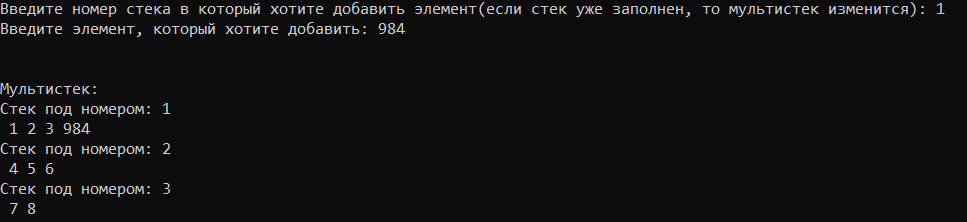 Введите номер стека в который хотите добавить элемент(если стек уже заполнен, то мультистек изменится): 1
Введите элемент, который хотите добавить: 984
Мультистек:
Стек под номером: 1
1 2 3 984
Стек под номером: 2
4 5 6
Стек под номером: 3
7 8